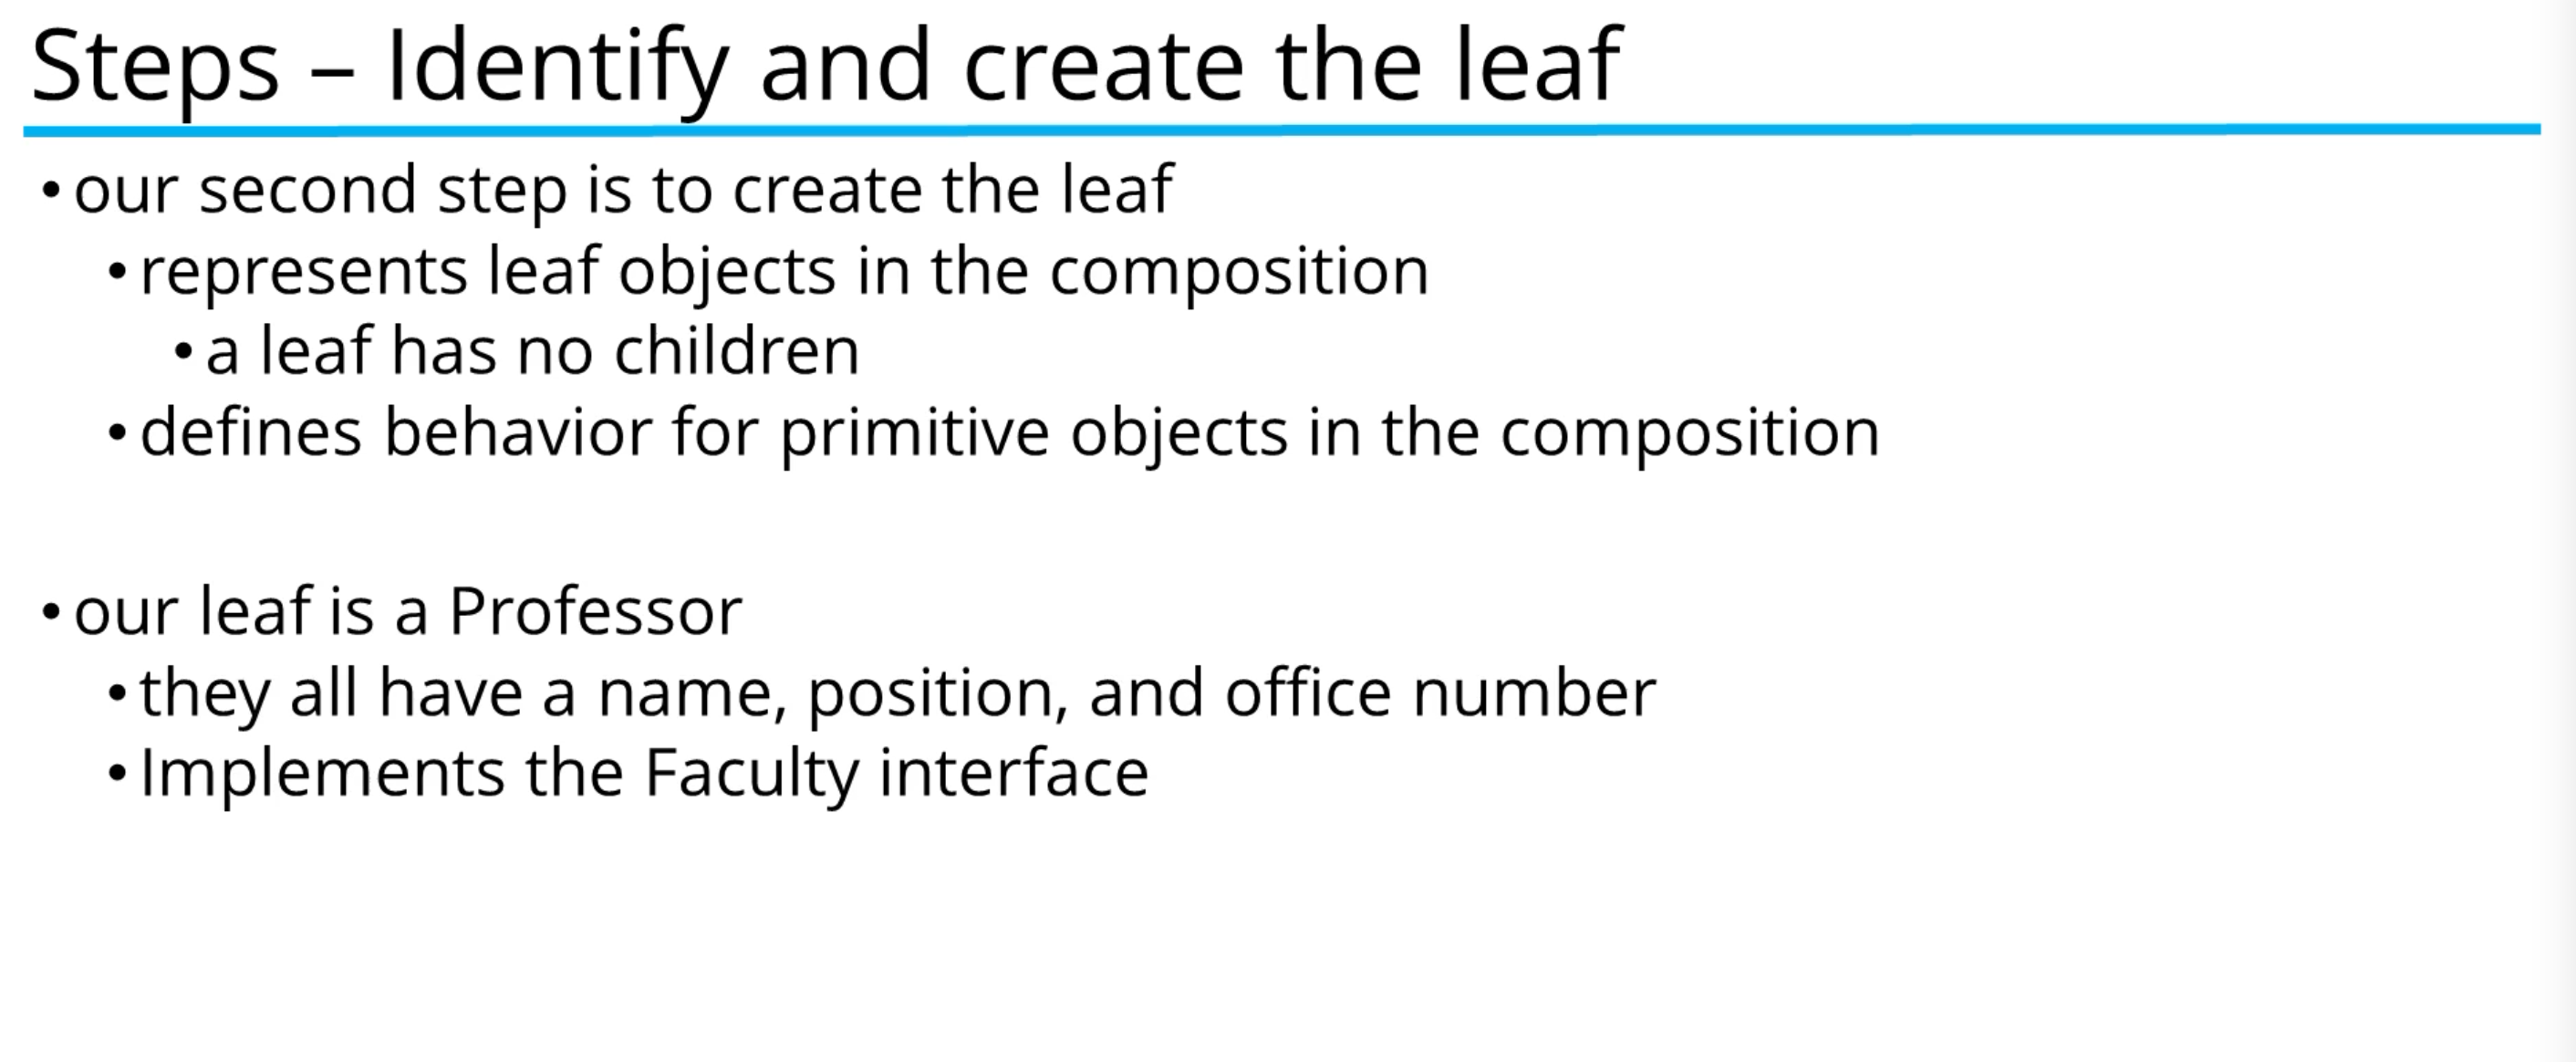 Steps – Identify and create the leaf
• our second step is to create the leaf
• represents leaf objects in the composition
• a leaf has no children
• defines behavior for primitive objects in the composition
• our leaf is a Professor
• they all have a name, position, and office number
• Implements the Faculty interface